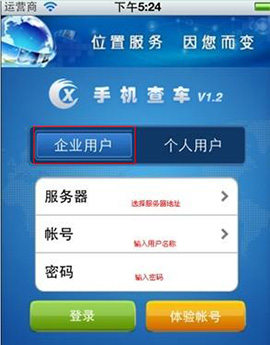 运营商 下午5:24
位置服务 因您而变
手机查车 V1.2
企业用户 个人用户
服务器 选择服务器地址
帐号 输入用户名称
密码 输入密码
登录 体验帐号